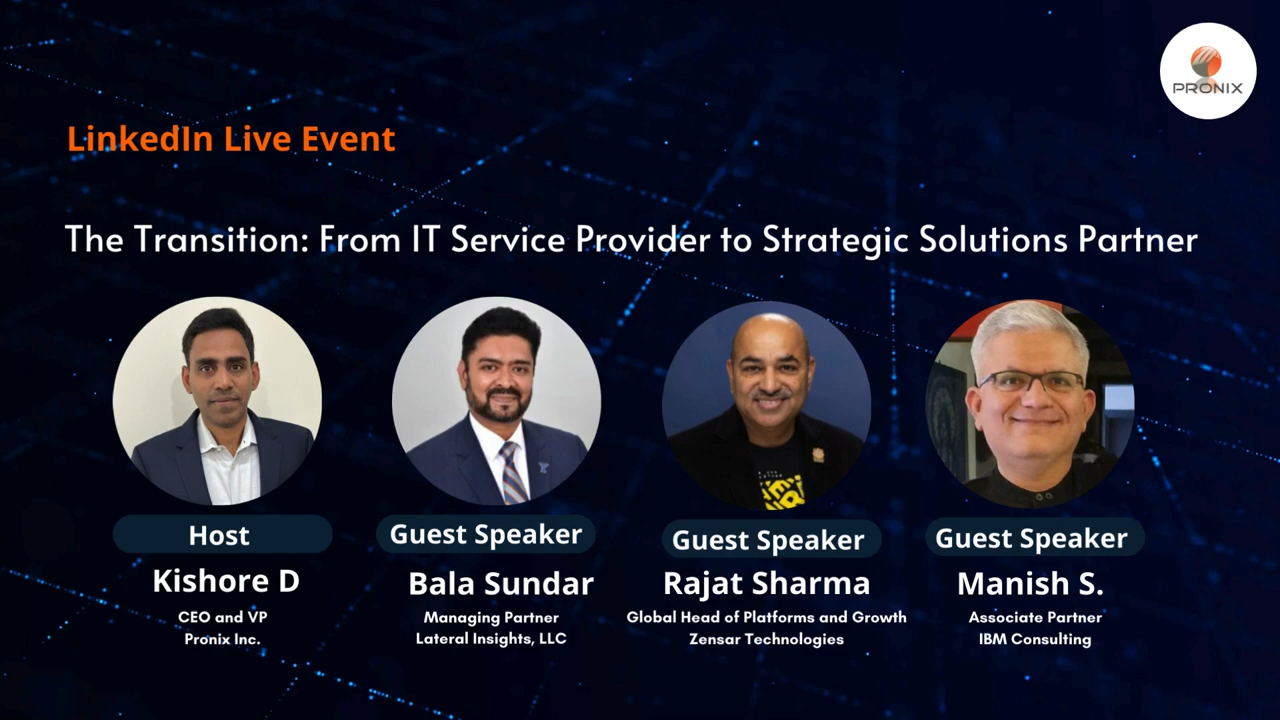 PRONIX
LinkedIn Live Event
The Transition: From IT Service Provider to Strategic Solutions Partner
Host
Kishore D
CEO and VP
Pronix Inc.
Guest Speaker
Bala Sundar
Managing Partner
Lateral Insights, LLC
Guest Speaker
Rajat Sharma
Global Head of Platforms and Growth
Zensar Technologies
Guest Speaker
Manish S.
Associate Partner
IBM Consulting